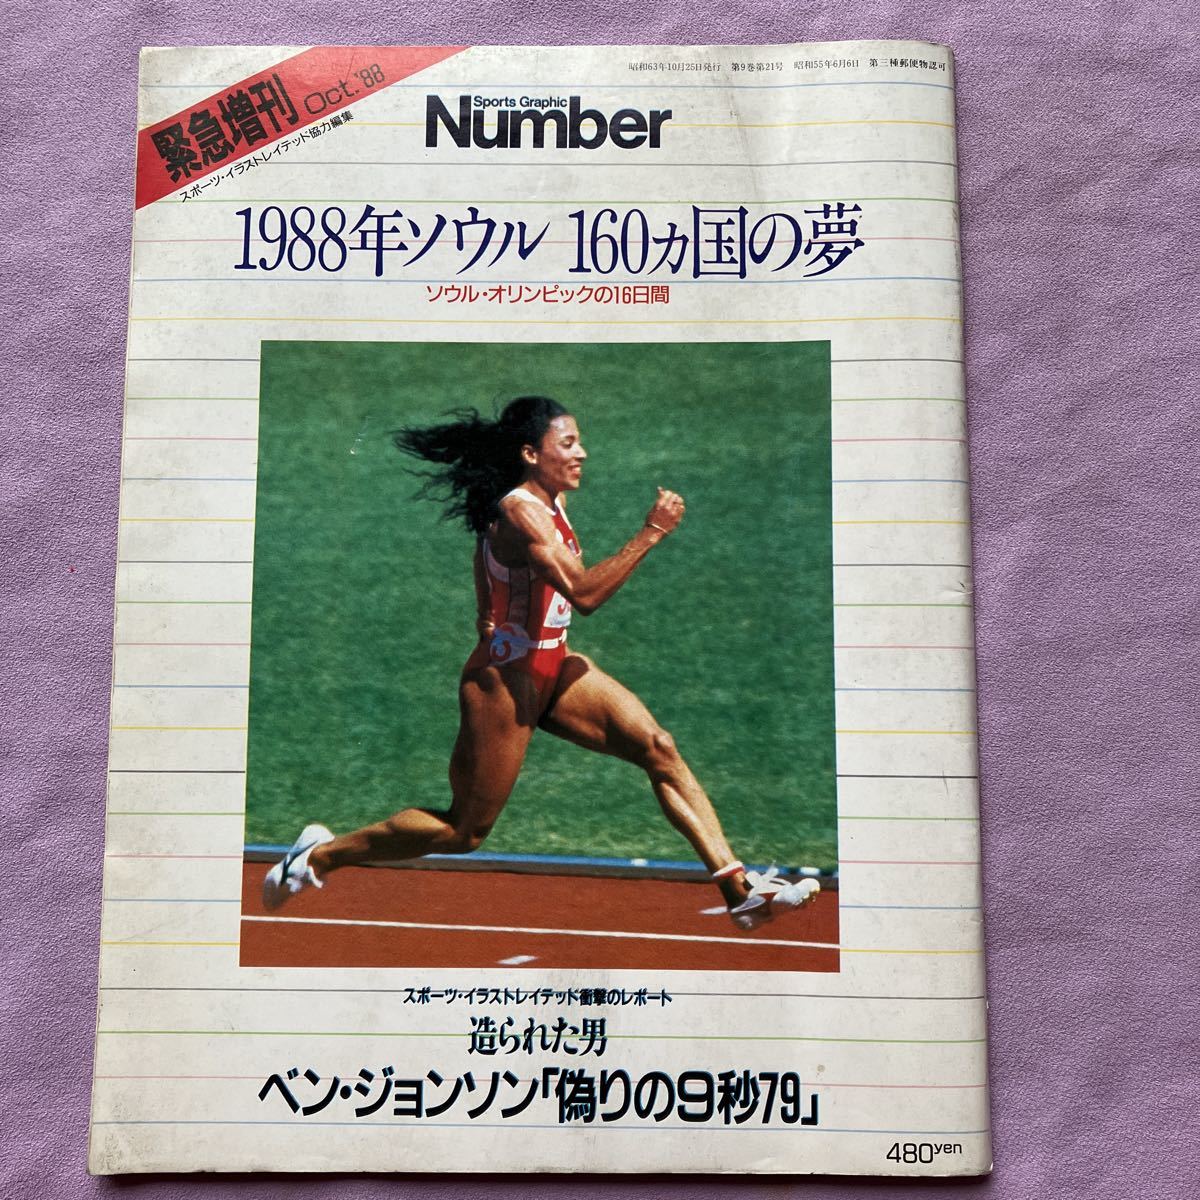 緊急増刊 Oct.'88
スポーツ・イラストレイテッド協力編集
昭和63年10月25日発行 第9巻第21号 昭和55年6月6日 第三種郵便物認可
Sports Graphic
Number
1988年ソウル 160ヵ国の夢
ソウル・オリンピックの16日間
スポーツ・イラストレイテッド衝撃のレポート
造られた男
ベン・ジョンソン「偽りの9秒79」
480yen